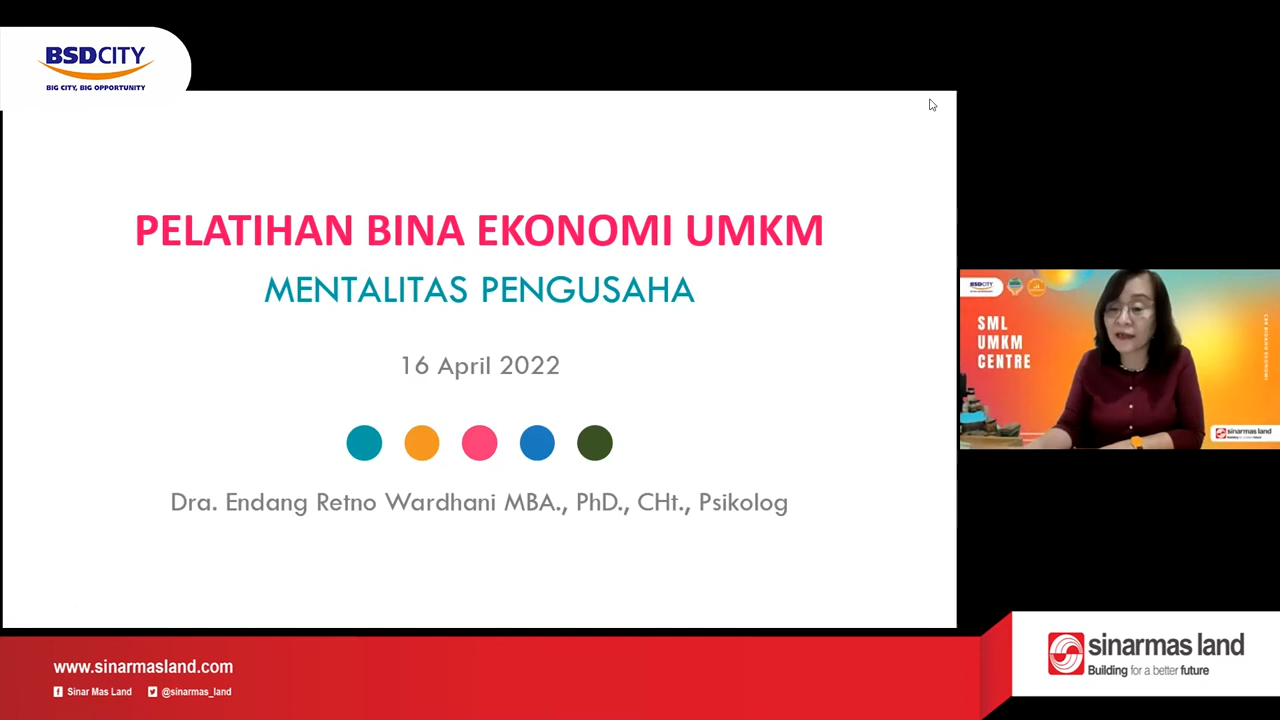 BSDCITY
BIG CITY, BIG OPPORTUNITY
PELATIHAN BINA EKONOMI UMKM
MENTALITAS PENGUSAHA
16 April 2022
Dra. Endang Retno Wardhani MBA., PhD., CHt., Psikolog
BSDCITY
SML
UMKM
CENTRE
sinarmas land
www.sinarmasland.com
Sinar Mas Land @sinarmas_land
sinarmas land
Building for a better future